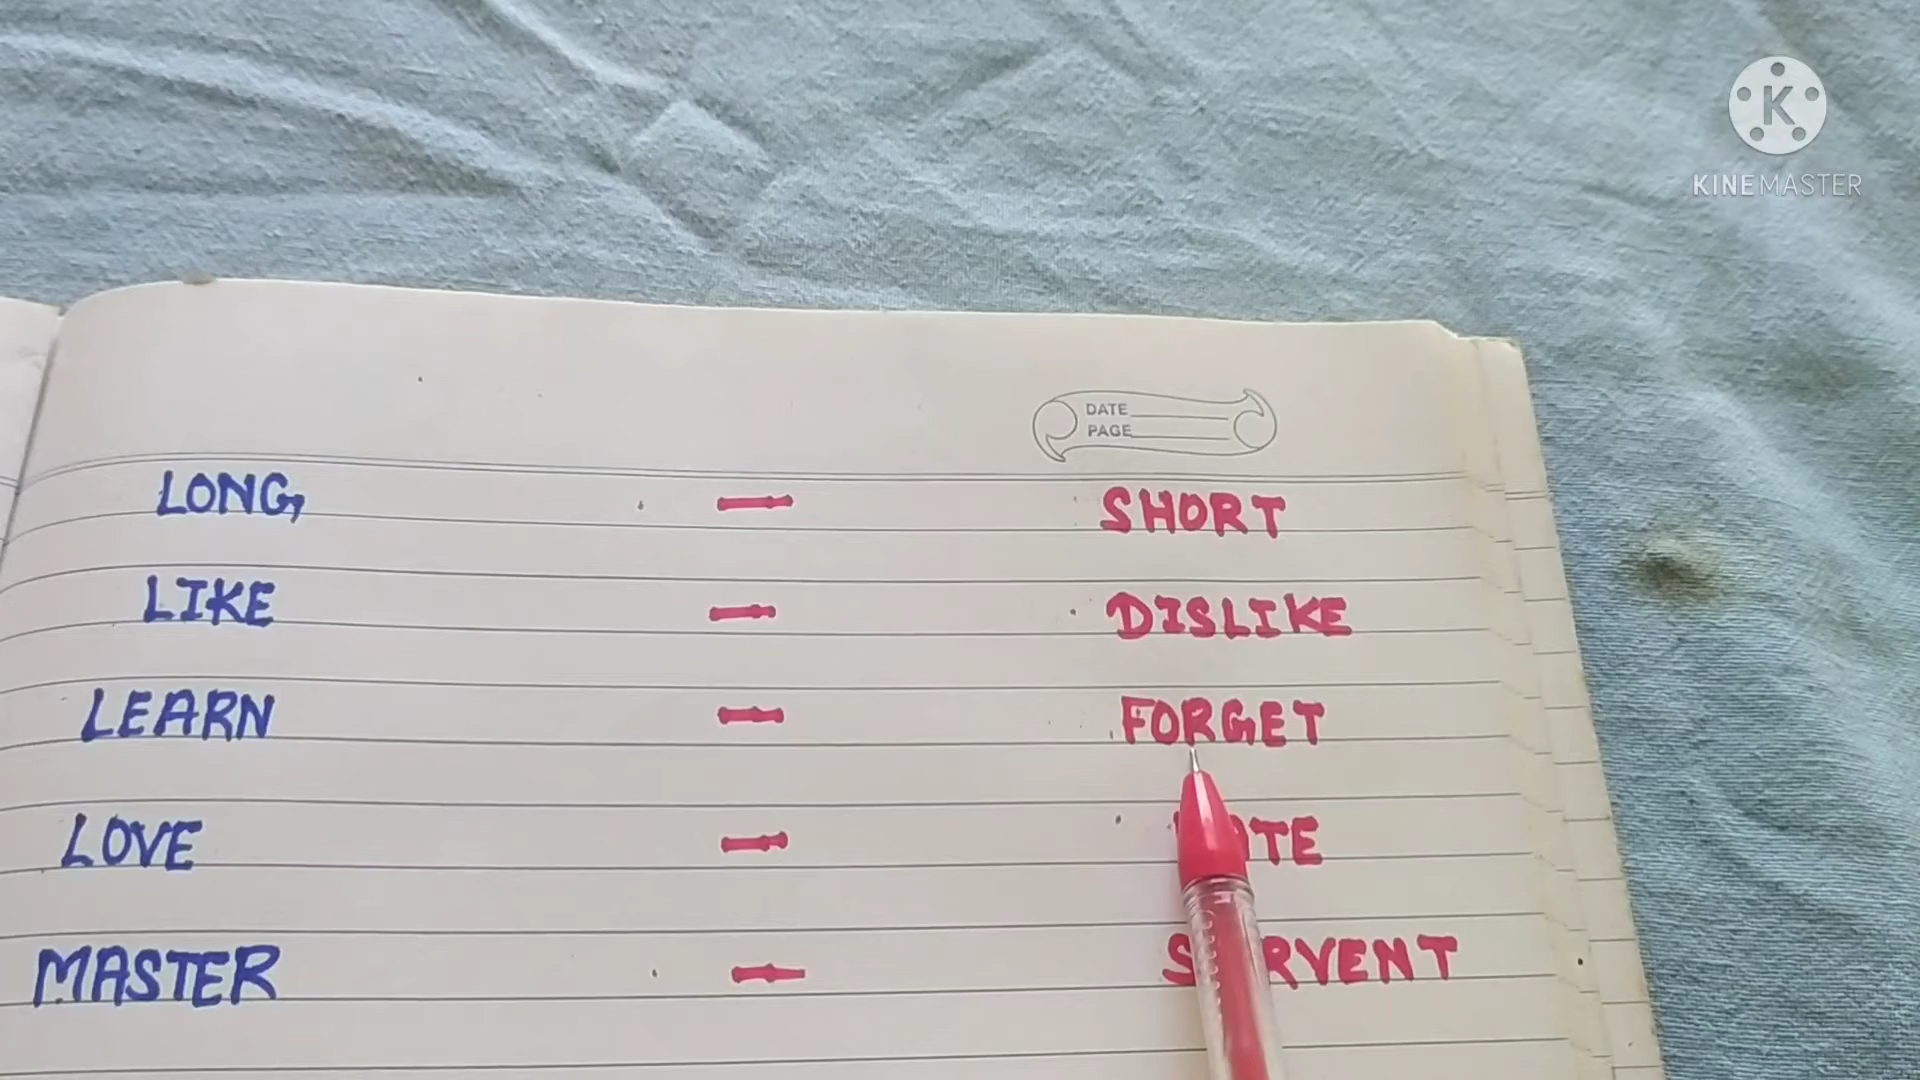 KINEMASTER
DATE
PAGE
LONG — SHORT
LIKE — DISLIKE
LEARN — FORGET
LOVE —
MASTER —